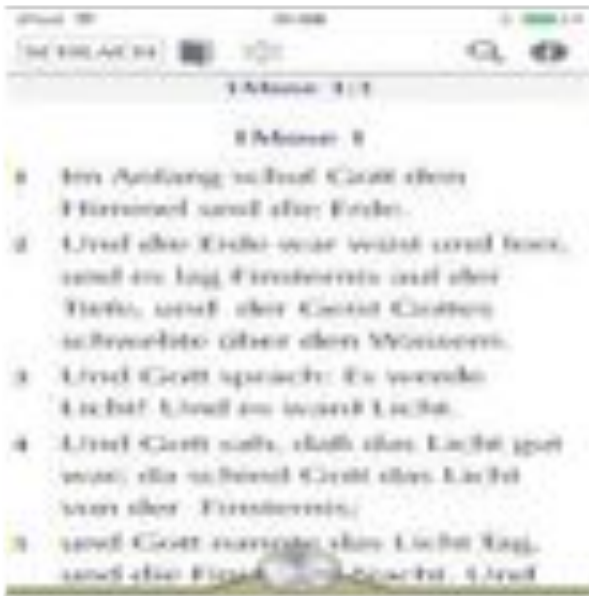 1Mose 1:1
1Mose 1
1 Im Anfang schuf Gott den
Himmel und die Erde.
2 Und die Erde war wüst und leer,
und es lag Finsternis auf der
Tiefe, und der Geist Gottes
schwebte über den Wassern.
3 Und Gott sprach: Es werde
Licht! Und es ward Licht.
4 Und Gott sah, daß das Licht gut
war; da schied Gott das Licht
von der Finsternis;
5 und Gott nannte das Licht Tag,
und die Nacht. Und